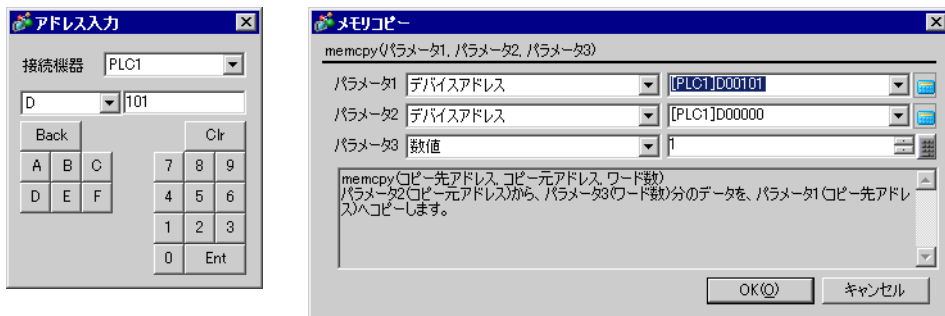 アドレス入力
接続機器 PLC1
D 101
Back Clr
A B C 7 8 9
D E F 4 5 6
1 2 3
0 Ent
メモリコピー
memcpy(パラメータ1, パラメータ2, パラメータ3)
パラメータ1 デバイスアドレス [PLC1]D00101
パラメータ2 デバイスアドレス [PLC1]D00000
パラメータ3 数値 1
memcpy(コピー先アドレス, コピー元アドレス, ワード数)
パラメータ2(コピー元アドレス)から、パラメータ3(ワード数)分のデータを、パラメータ1(コピー先アドレ
ス)へコピーします。
OK(O) キャンセル